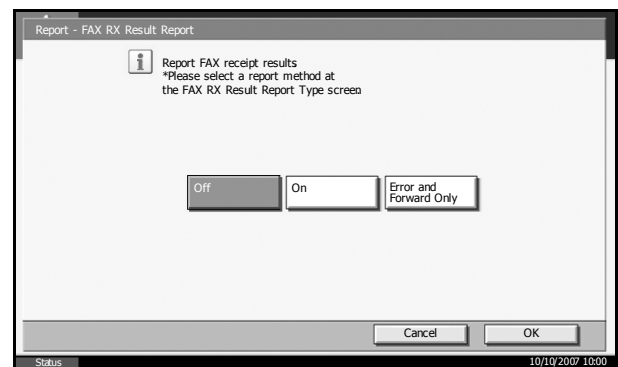 Report - FAX RX Result Report
Report FAX receipt results
*Please select a report method at
the FAX RX Result Report Type screen.
Off
On
Error and
Forward Only
Cancel
OK
Status
10/10/2007 10:00